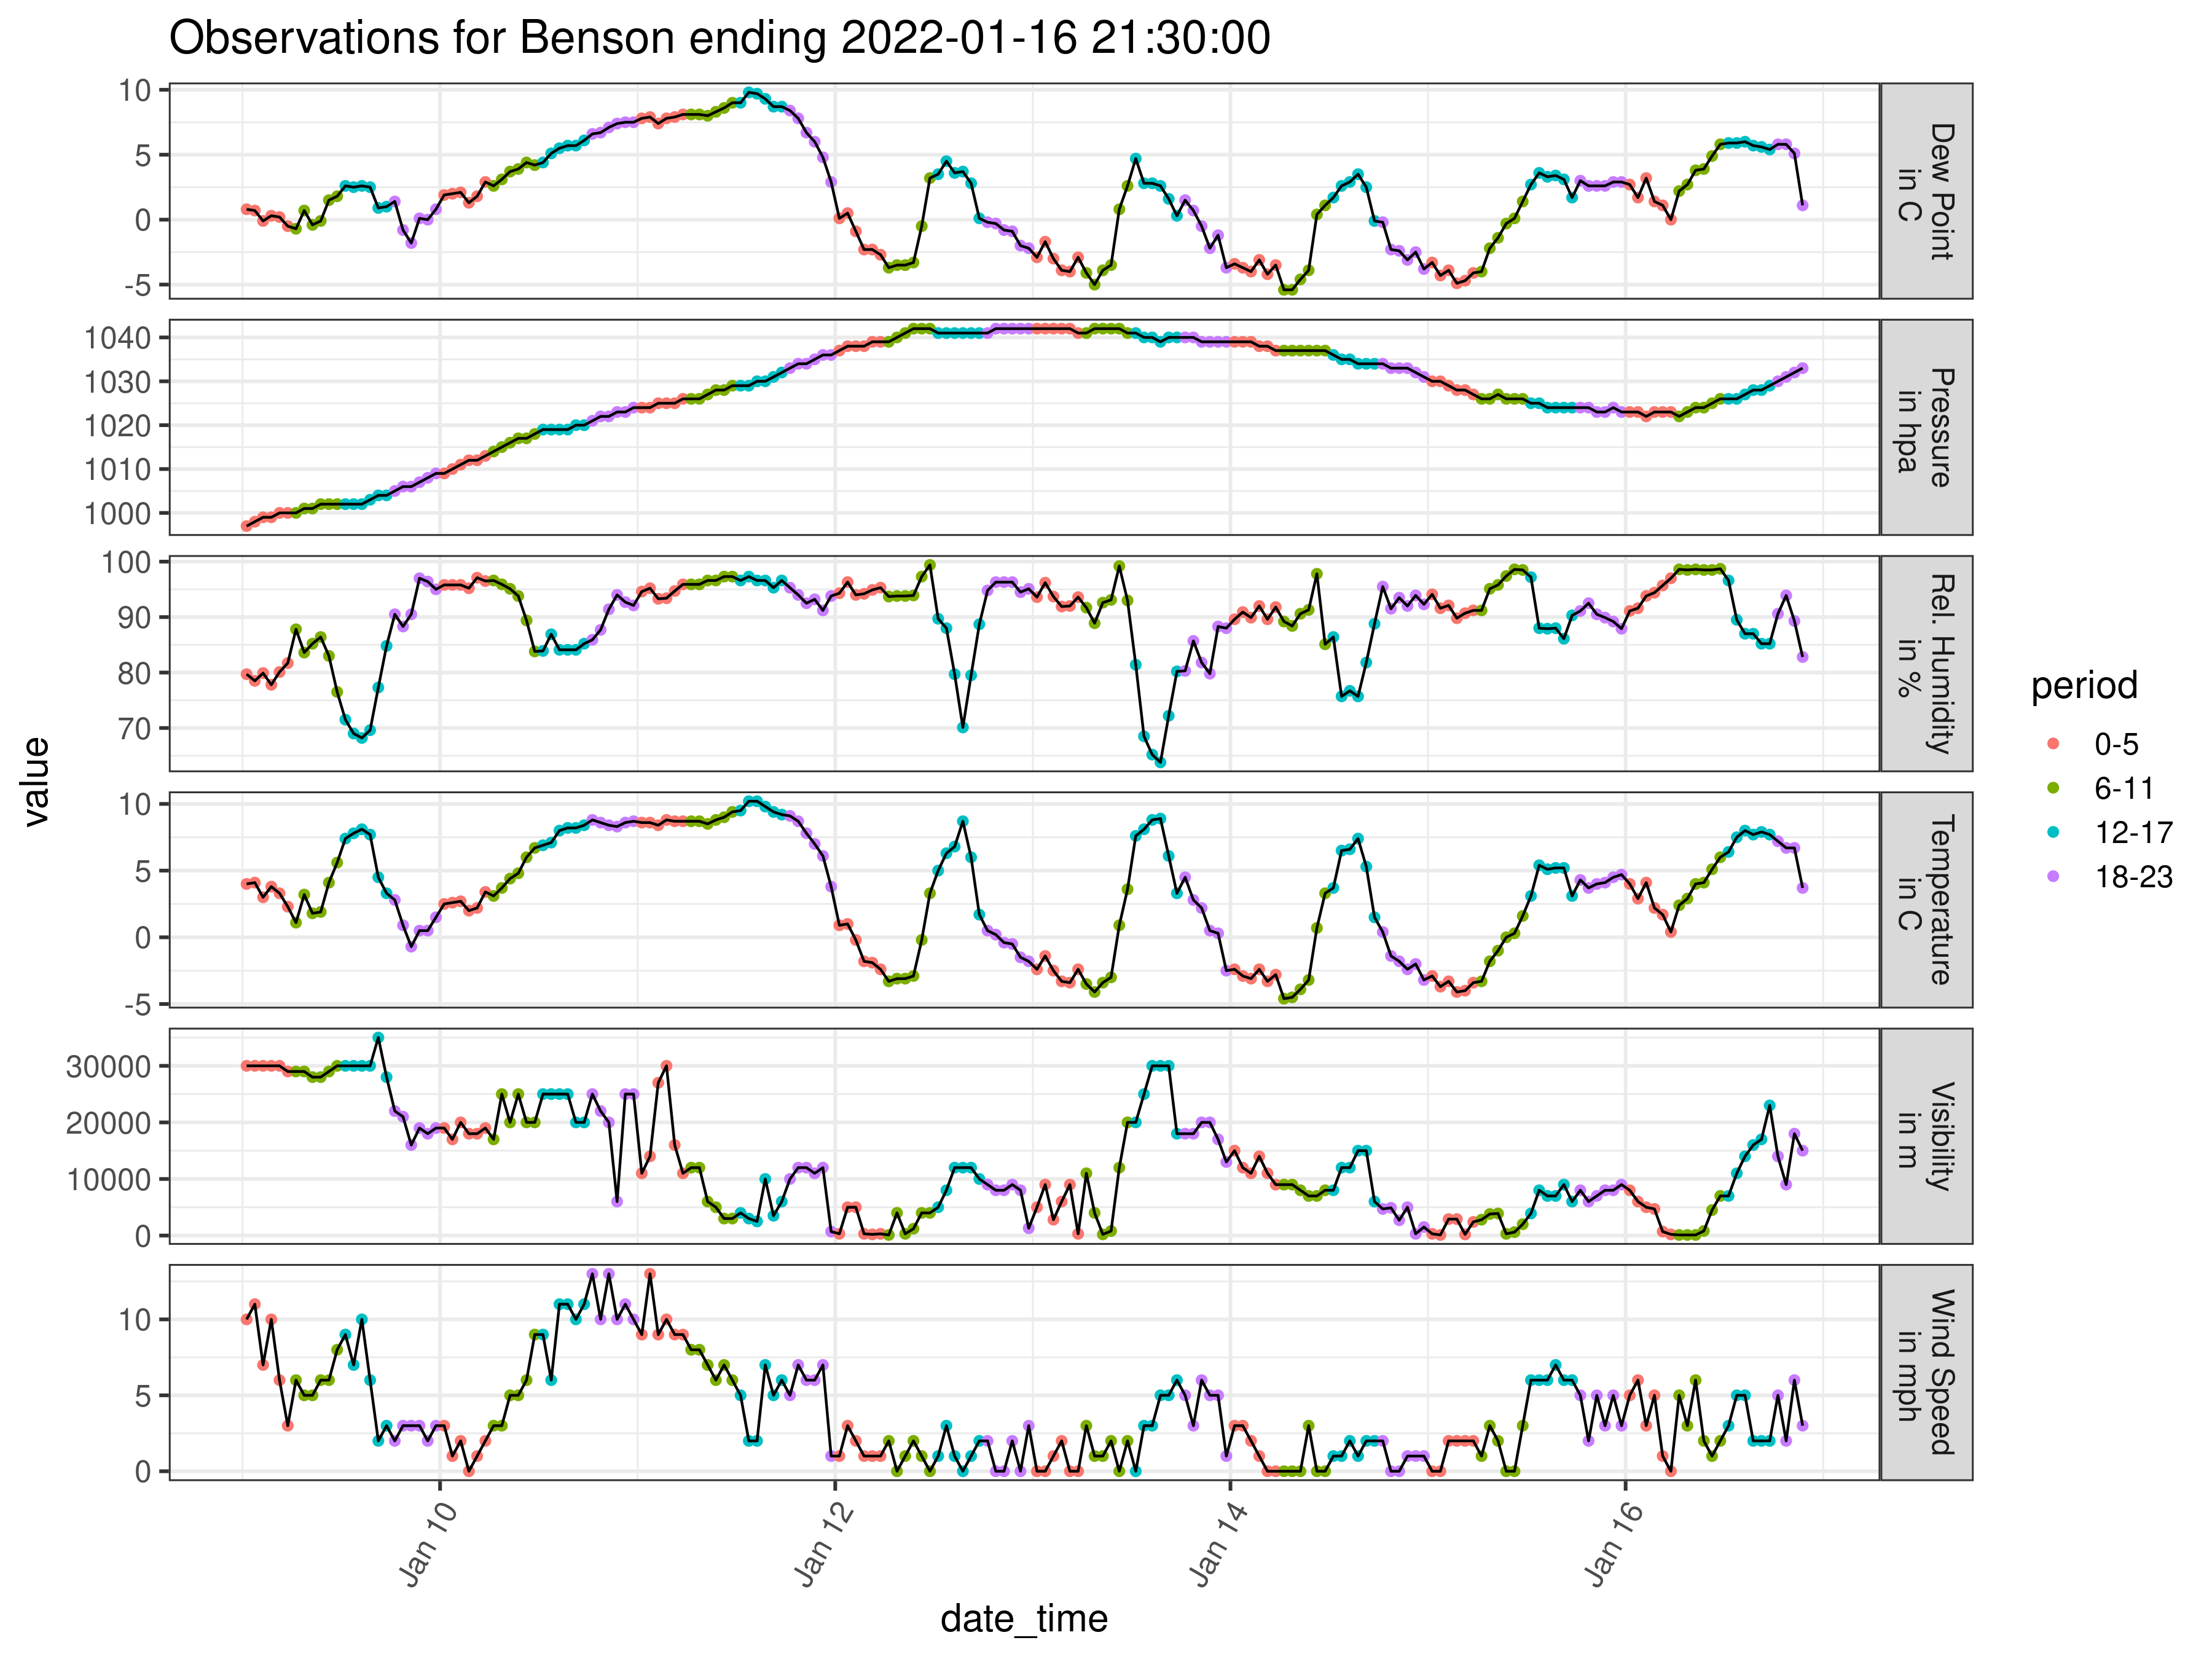 Observations for Benson ending 2022-01-16 21:30:00
10
5
0
-5
Dew Point
in C
1040
1030
1020
1010
1000
Pressure
in hpa
100
90
80
70
Rel. Humidity
in %
10
5
0
-5
Temperature
in C
30000
20000
10000
0
Visibility
in m
10
5
0
Wind Speed
in mph
value
Jan 10
Jan 12
Jan 14
Jan 16
date_time
period
0-5
6-11
12-17
18-23